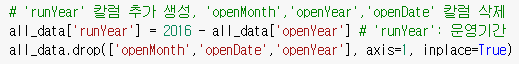 # 'runYear' 칼럼 추가 생성, 'openMonth','openYear','openDate' 칼럼 삭제
all_data['runYear'] = 2016 - all_data['openYear'] # 'runYear': 운영기간
all_data.drop(['openMonth','openDate','openYear'], axis=1, inplace=True)